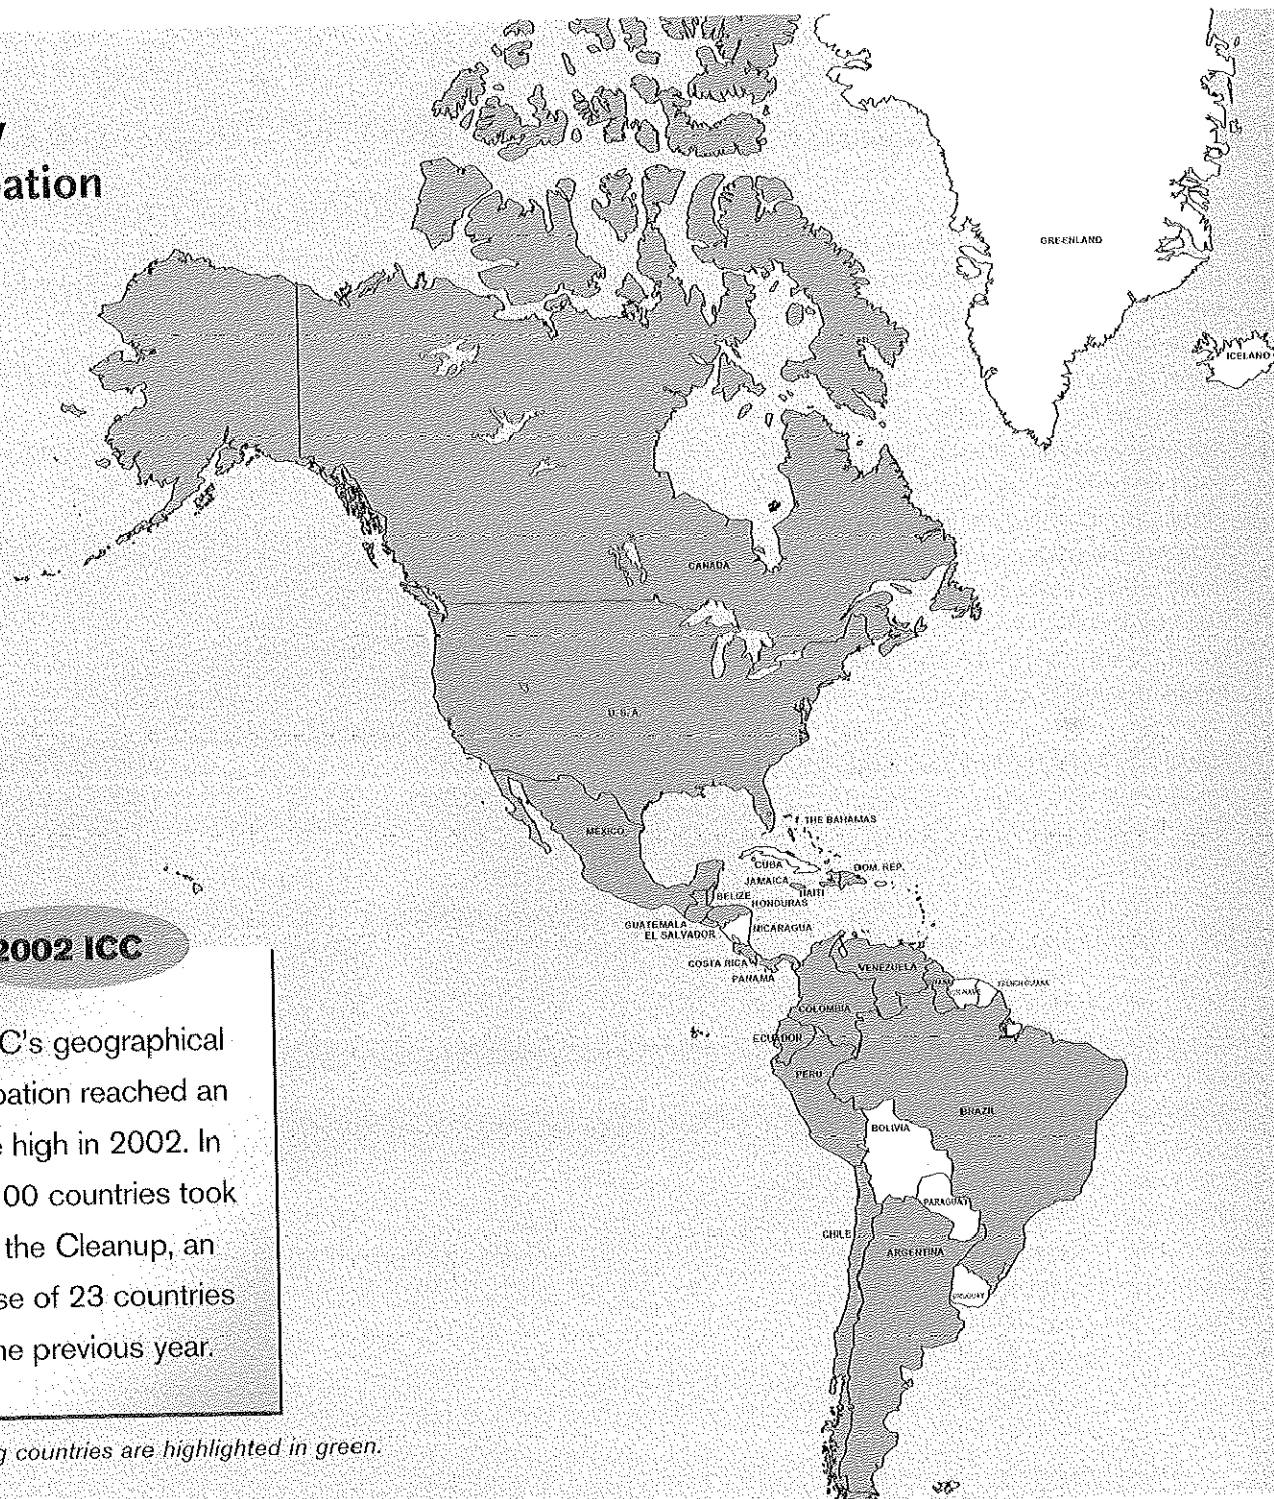 ation
GREENLAND
ICELAND
CANADA
U.S.A.
MEXICO
THE BAHAMAS
CUBA
DOM. REP.
JAMAICA
HAITI
BELIZE
HONDURAS
GUATEMALA
EL SALVADOR
NICARAGUA
COSTA RICA
PANAMA
VENEZUELA
FRENCH GUIANA
COLOMBIA
ECUADOR
PERU
BRAZIL
BOLIVIA
PARAGUAY
CHILE
ARGENTINA
URUGUAY
2002 ICC
C's geographical
pation reached an
e high in 2002. In
00 countries took
the Cleanup, an
se of 23 countries
he previous year.
g countries are highlighted in green.